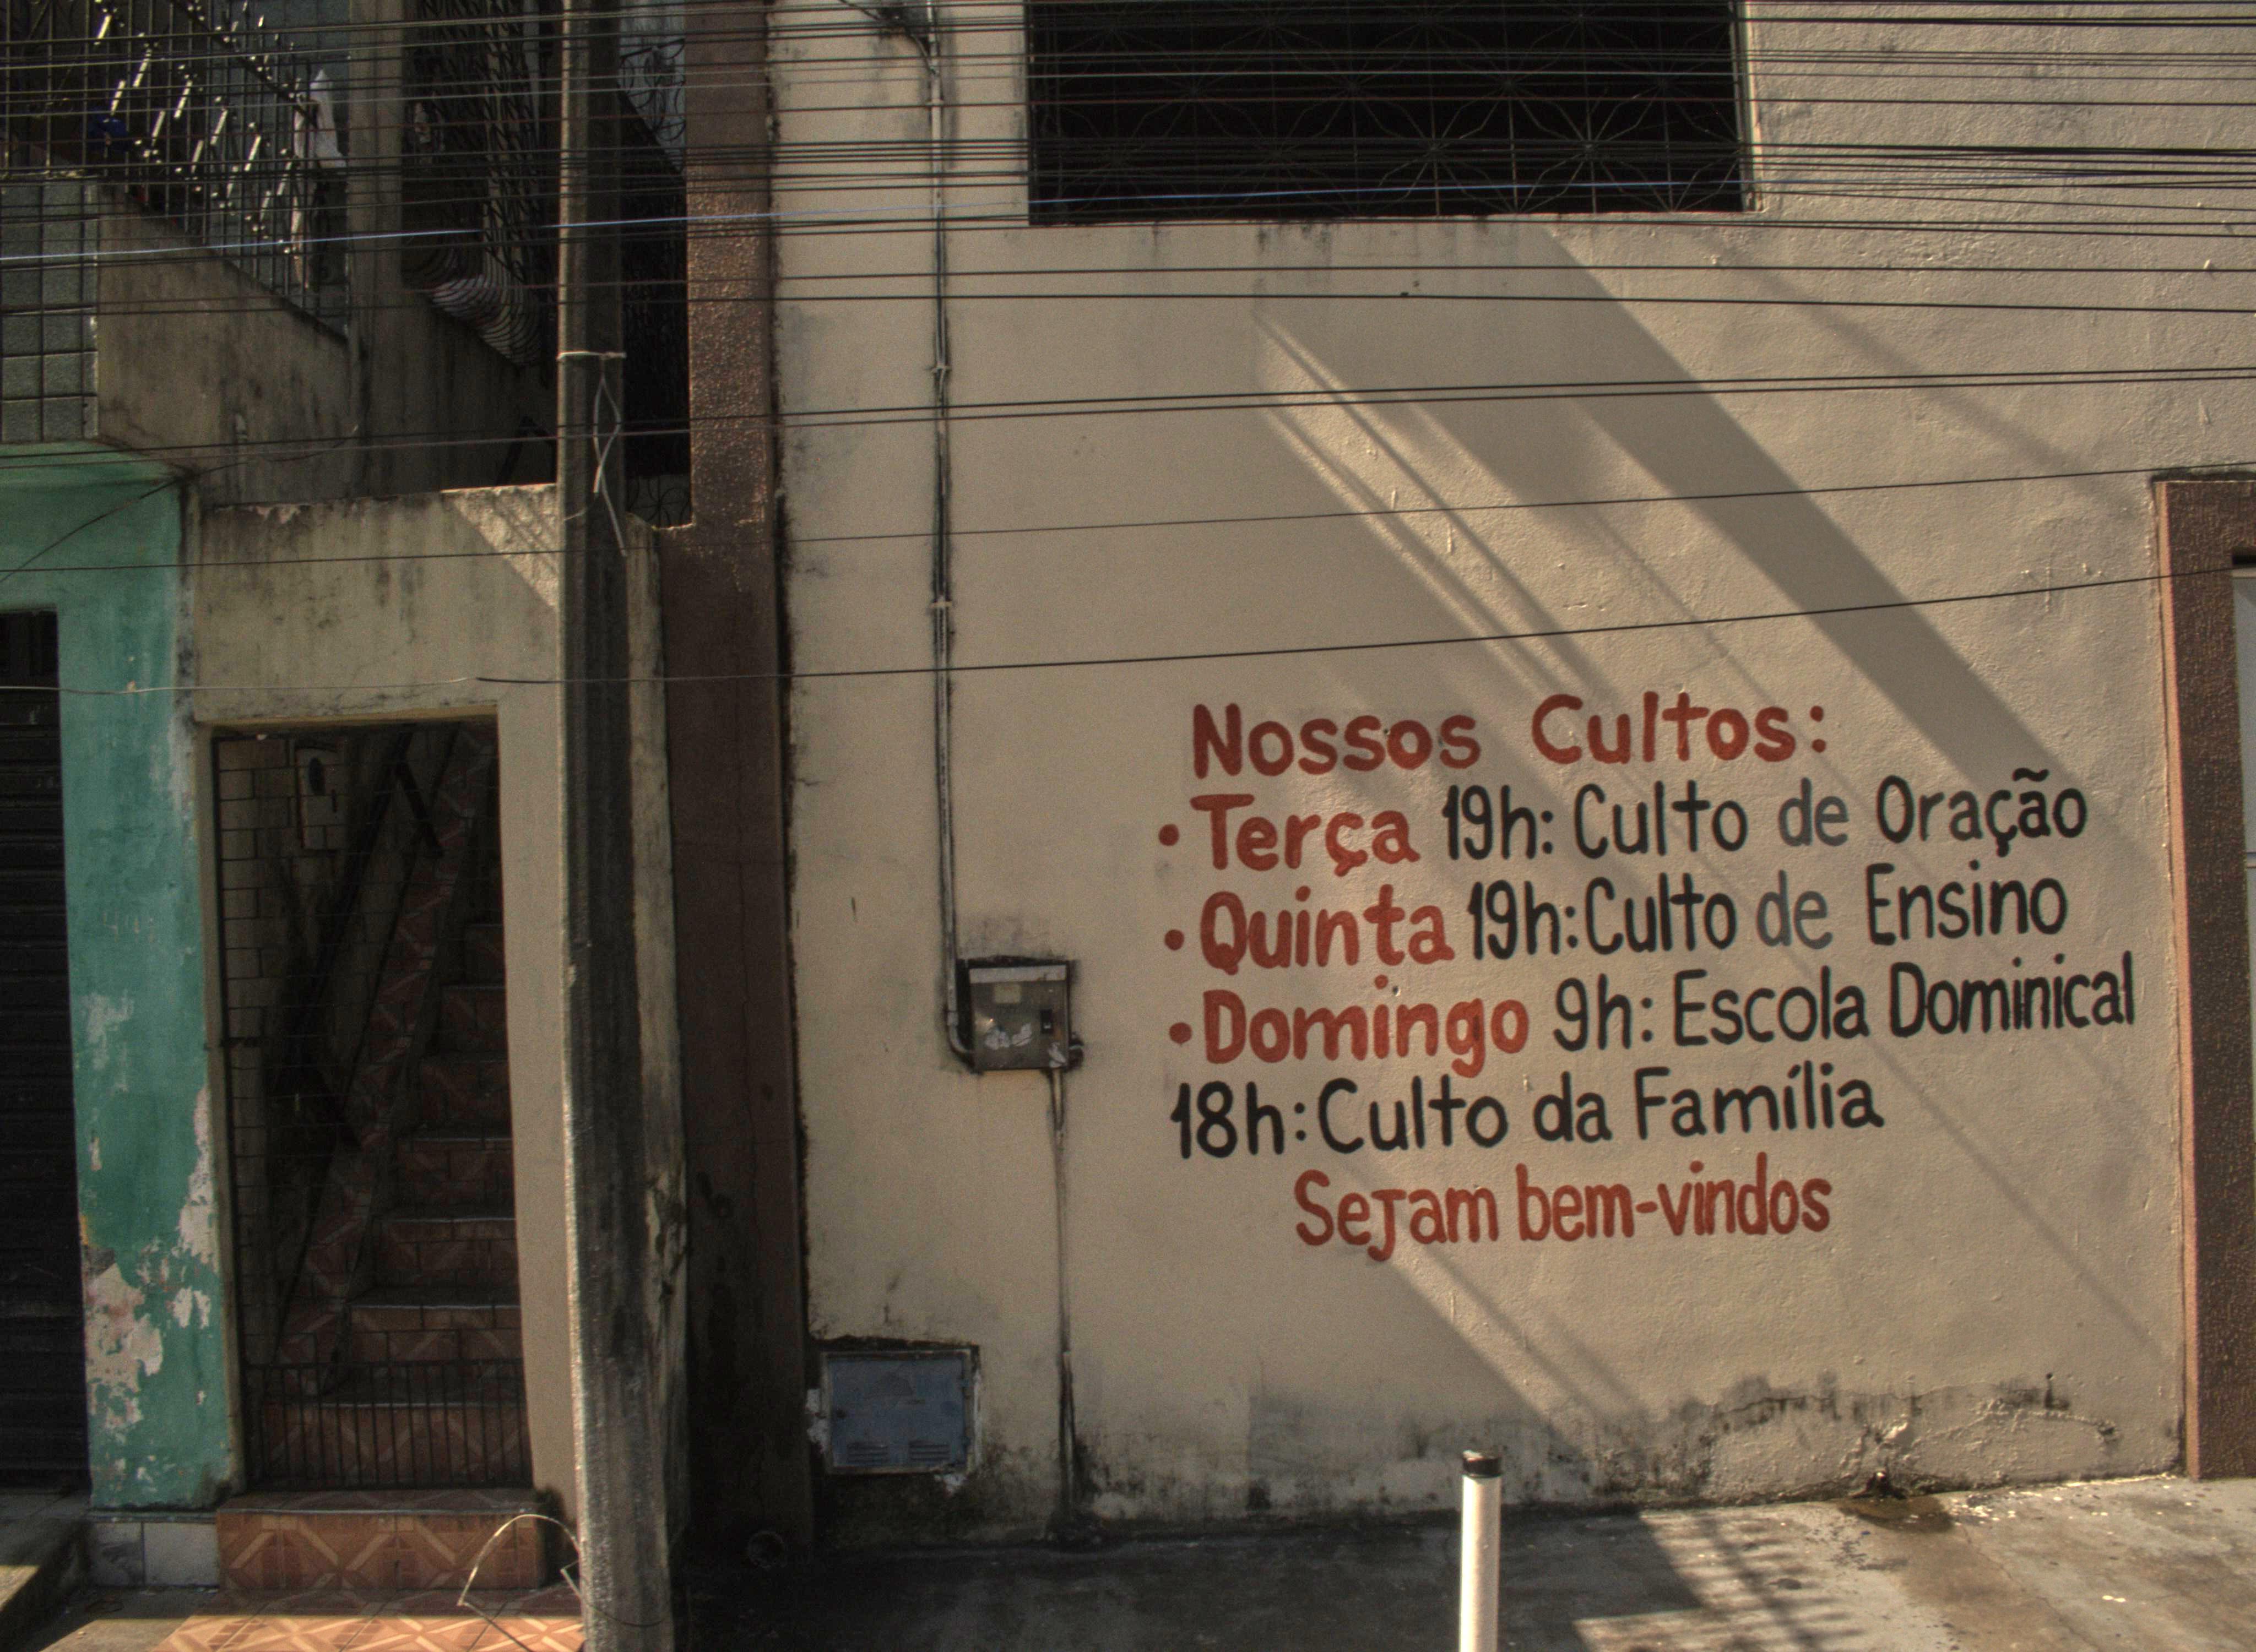 Nossos Cultos:
• Terça 19h: Culto de Oração
• Quinta 19h: Culto de Ensino
• Domingo 9h: Escola Dominical
18h: Culto da Família
Sejam bem-vindos